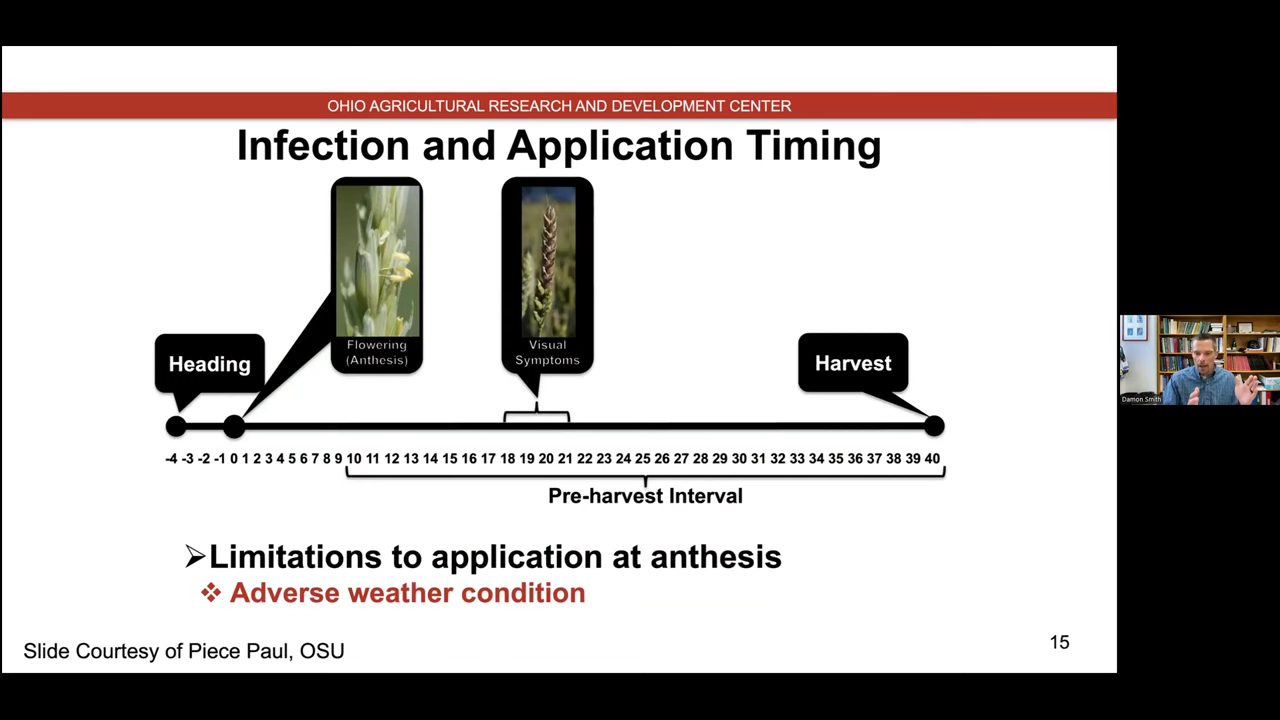 OHIO AGRICULTURAL RESEARCH AND DEVELOPMENT CENTER
Infection and Application Timing
Flowering
(Anthesis)
Visual
Symptoms
Heading
Harvest
-4 -3 -2 -1 0 1 2 3 4 5 6 7 8 9 10 11 12 13 14 15 16 17 18 19 20 21 22 23 24 25 26 27 28 29 30 31 32 33 34 35 36 37 38 39 40
Pre-harvest Interval
Limitations to application at anthesis
Adverse weather condition
Slide Courtesy of Piece Paul, OSU
15
Damon Smith